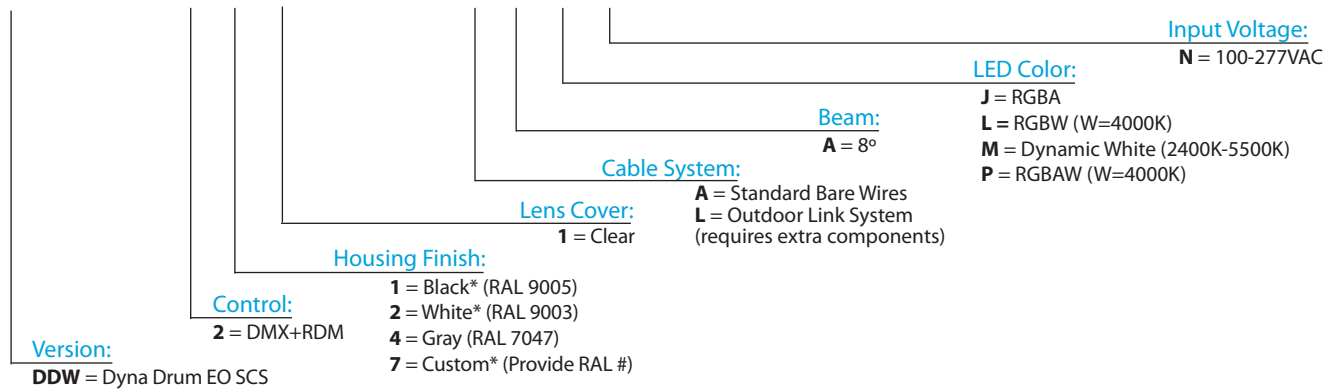 Input Voltage:
N = 100-277VAC
LED Color:
J = RGBA
L = RGBW (W=4000K)
M = Dynamic White (2400K-5500K)
P = RGBAW (W=4000K)
Beam:
A = 8º
Cable System:
A = Standard Bare Wires
L = Outdoor Link System
(requires extra components)
Lens Cover:
1 = Clear
Housing Finish:
1 = Black* (RAL 9005)
2 = White* (RAL 9003)
4 = Gray (RAL 7047)
7 = Custom* (Provide RAL #)
Control:
2 = DMX+RDM
Version:
DDW = Dyna Drum EO SCS